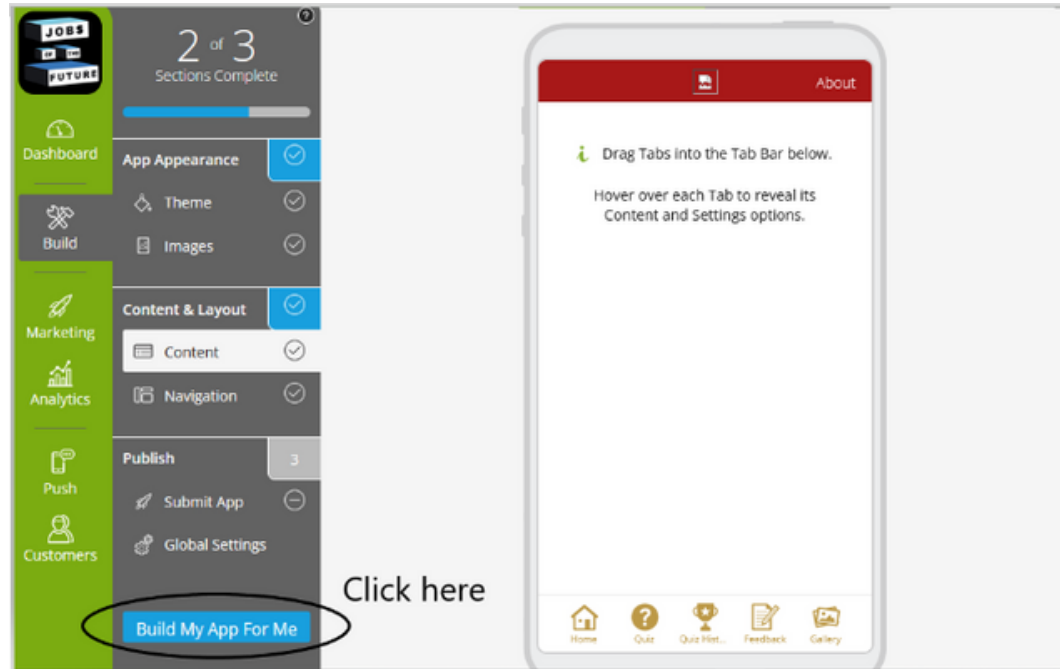 JOBS
OF THE
FUTURE
Dashboard
Build
Marketing
Analytics
Push
Customers
?
2 of 3
Sections Complete
App Appearance
Theme
Images
Content & Layout
Content
Navigation
Publish
3
Submit App
Global Settings
Build My App For Me
Click here
About
i Drag Tabs into the Tab Bar below.
Hover over each Tab to reveal its
Content and Settings options.
Home
?
Quiz
Quiz Hist...
Feedback
Gallery